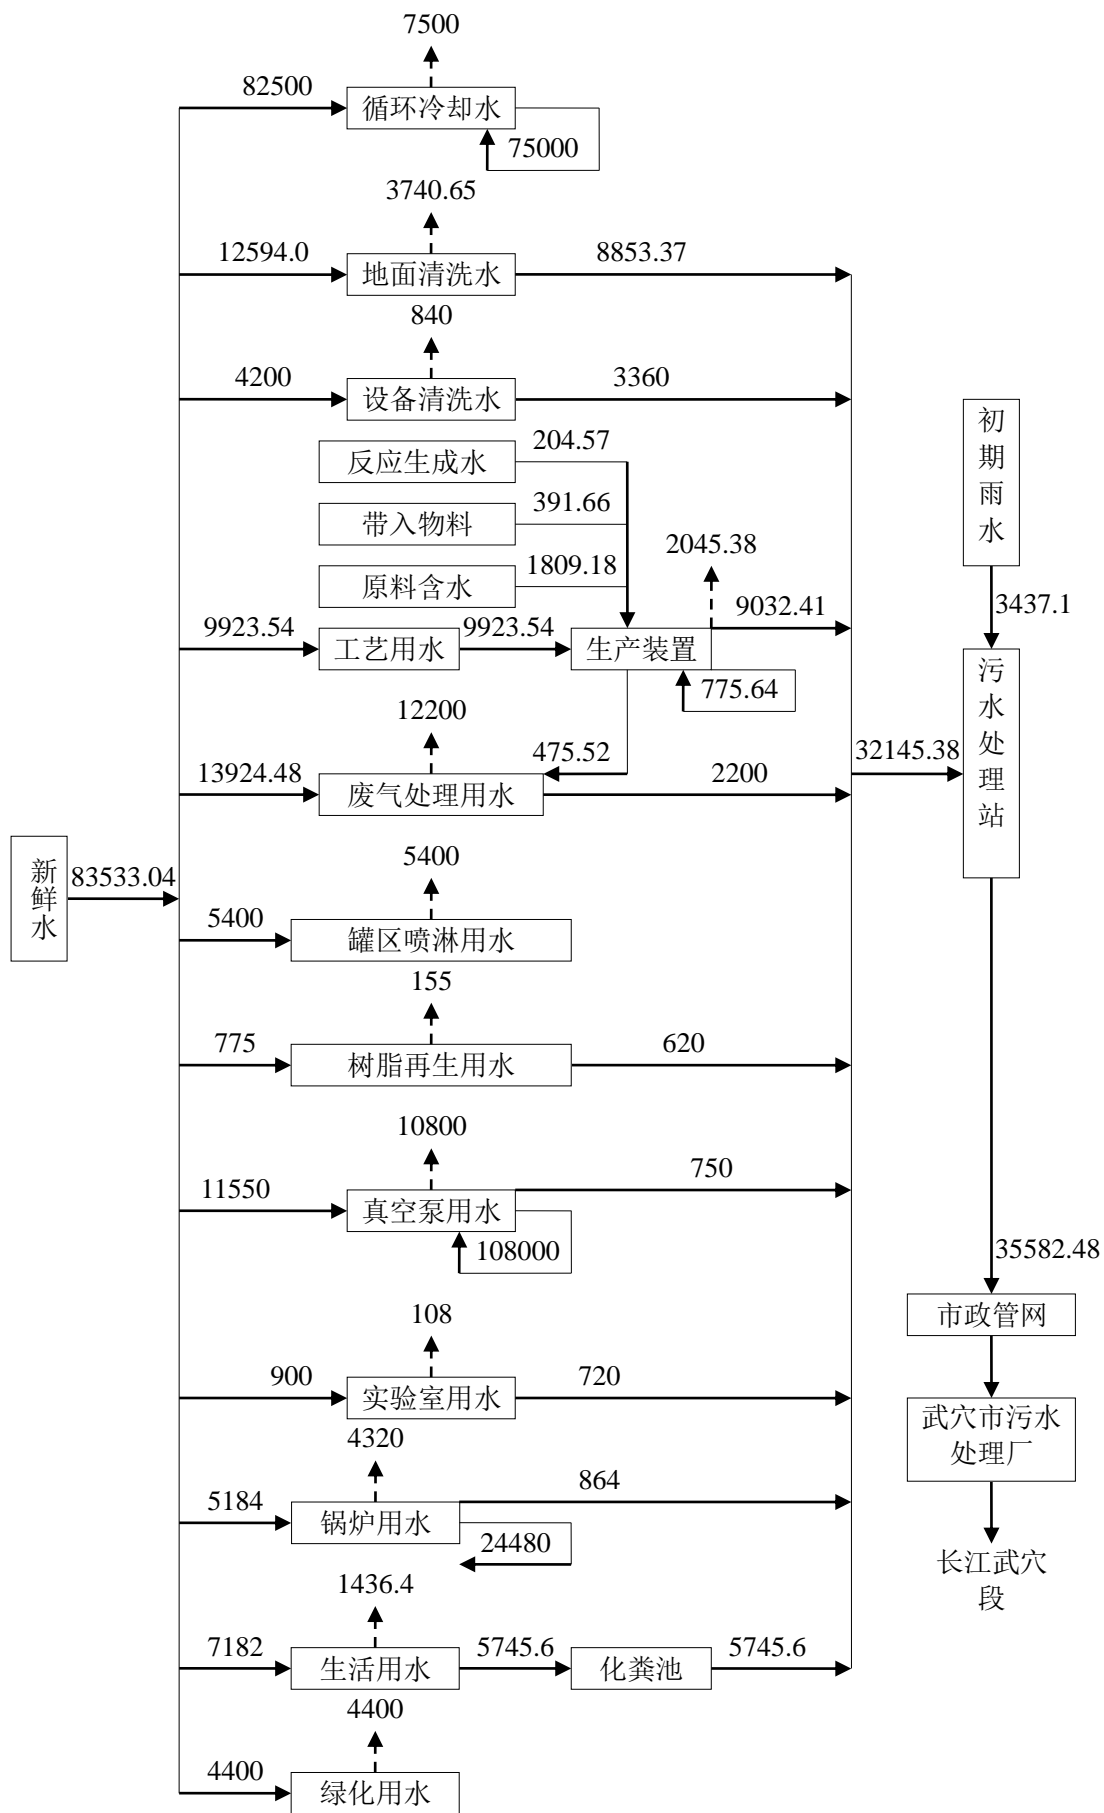 7500
82500
循环冷却水
75000
3740.65
12594.0
地面清洗水
8853.37
840
4200
设备清洗水
3360
反应生成水
204.57
带入物料
391.66
原料含水
1809.18
2045.38
9032.41
9923.54
工艺用水
9923.54
生产装置
775.64
12200
475.52
13924.48
废气处理用水
2200
32145.38
初期雨水
3437.1
污水处理站
新鲜水
83533.04
5400
5400
罐区喷淋用水
155
775
树脂再生用水
620
10800
11550
真空泵用水
750
108000
35582.48
市政管网
108
900
实验室用水
720
武穴市污水
处理厂
4320
5184
锅炉用水
864
24480
长江武穴
段
1436.4
7182
生活用水
5745.6
化粪池
5745.6
4400
4400
绿化用水